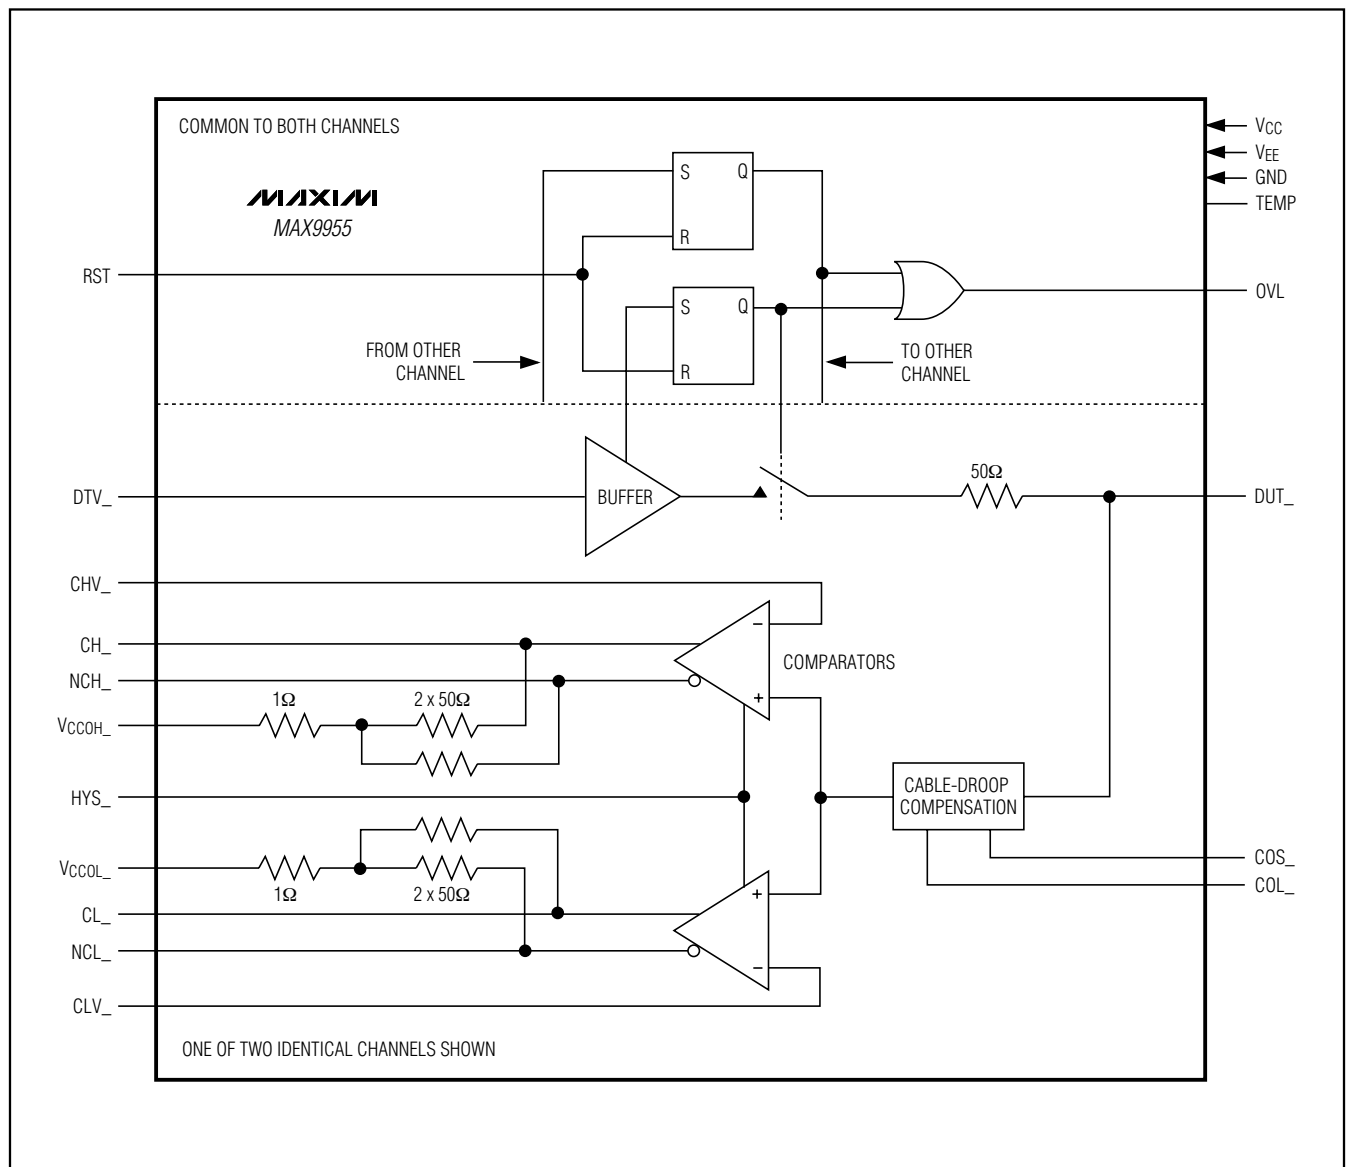 COMMON TO BOTH CHANNELS
VCC
VEE
GND
TEMP
MAXIM
MAX9955
S Q
R
RST
OVL
S Q
R
FROM OTHER
CHANNEL
TO OTHER
CHANNEL
DTV_
BUFFER
50Ω
DUT_
CHV_
CH_
NCH_
VCCOH_
1Ω
2 x 50Ω
-
+
COMPARATORS
HYS_
CABLE-DROOP
COMPENSATION
VCCOL_
1Ω
2 x 50Ω
CL_
NCL_
CLV_
+
-
COS_
COL_
ONE OF TWO IDENTICAL CHANNELS SHOWN